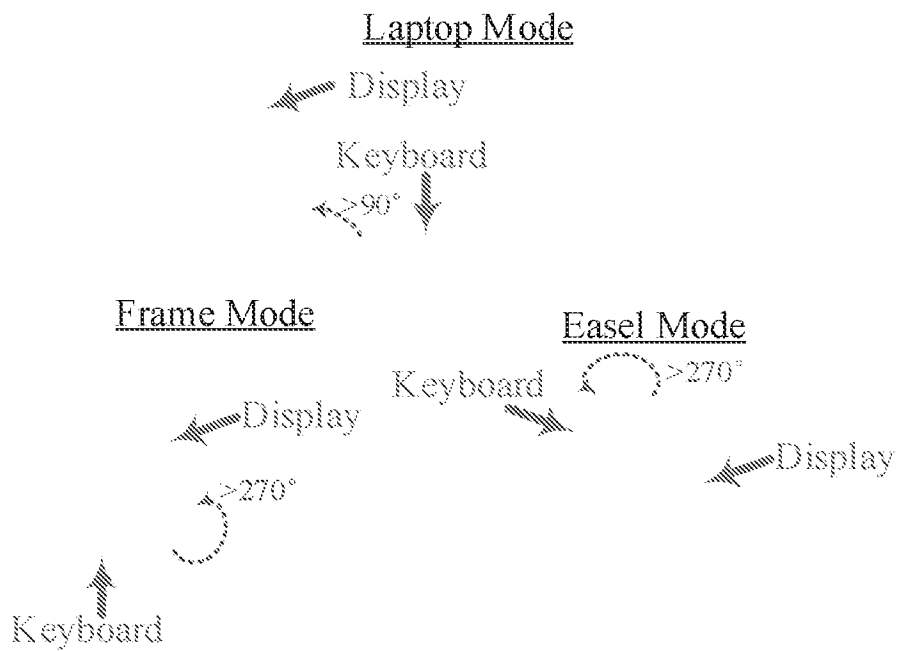 Laptop Mode
Display
Keyboard
>90°
Frame Mode
Display
>270°
Keyboard
Easel Mode
>270°
Keyboard
Display